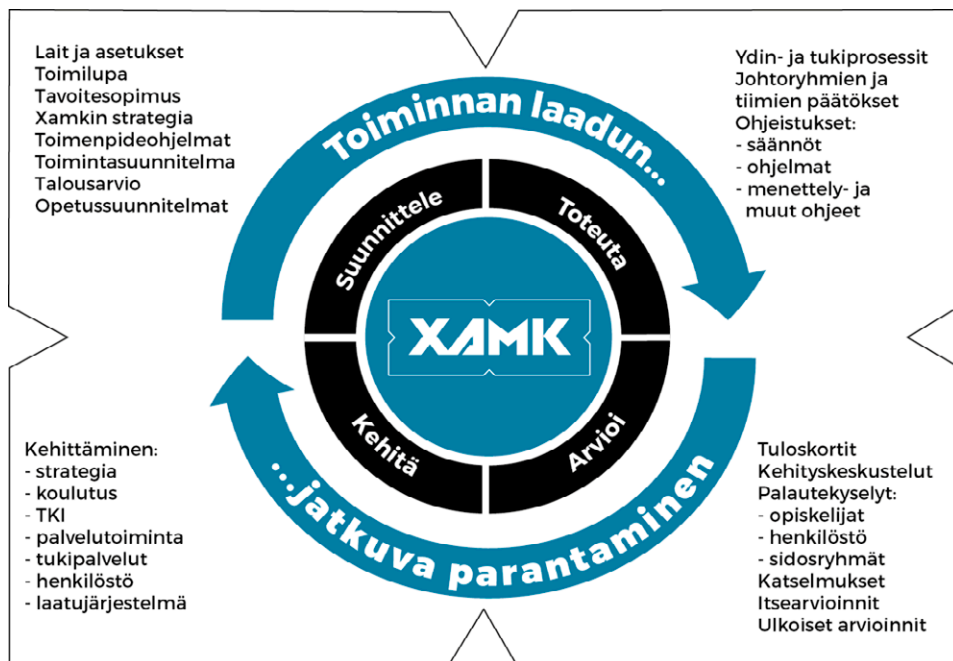 Lait ja asetukset
Toimilupa
Tavoitesopimus
Xamkin strategia
Toimenpideohjelmat
Toimintasuunnitelma
Talousarvio
Opetussuunnitelmat
Ydin- ja tukiprosessit
Johtoryhmien ja
tiimien päätökset
Ohjeistukset:
- säännöt
- ohjelmat
- menettely- ja
muut ohjeet
Toiminnan laadun...
Suunnittele
Toteuta
XAMK
Kehitä
Arvioi
...jatkuva parantaminen
Kehittäminen:
- strategia
- koulutus
- TKI
- palvelutoiminta
- tukipalvelut
- henkilöstö
- laatujärjestelmä
Tuloskortit
Kehityskeskustelut
Palautekyselyt:
- opiskelijat
- henkilöstö
- sidosryhmät
Katselmukset
Itsearvioinnit
Ulkoiset arvioinnit